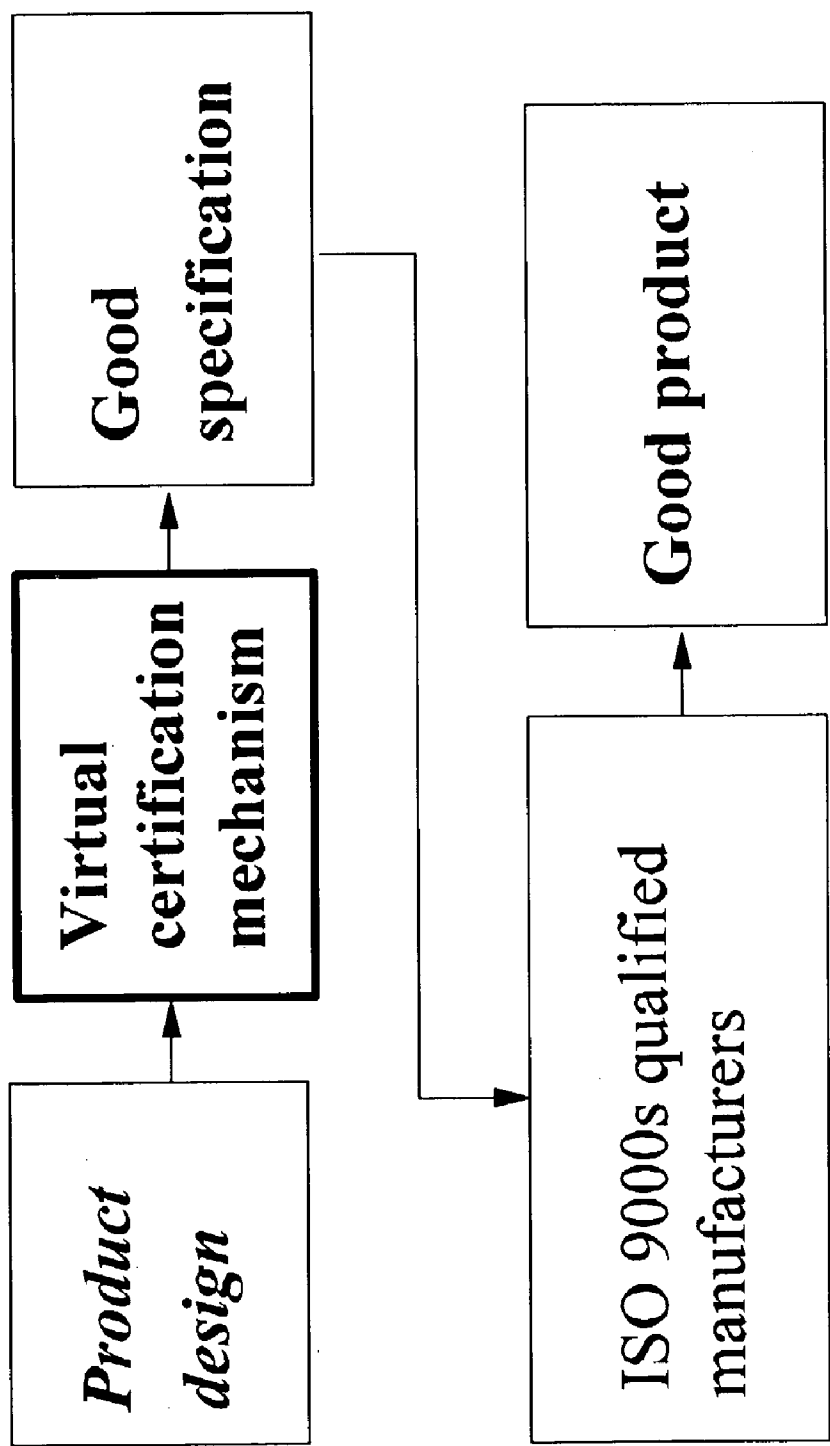 Product
design
Virtual
certification
mechanism
Good
specification
ISO 9000s qualified
manufacturers
Good product